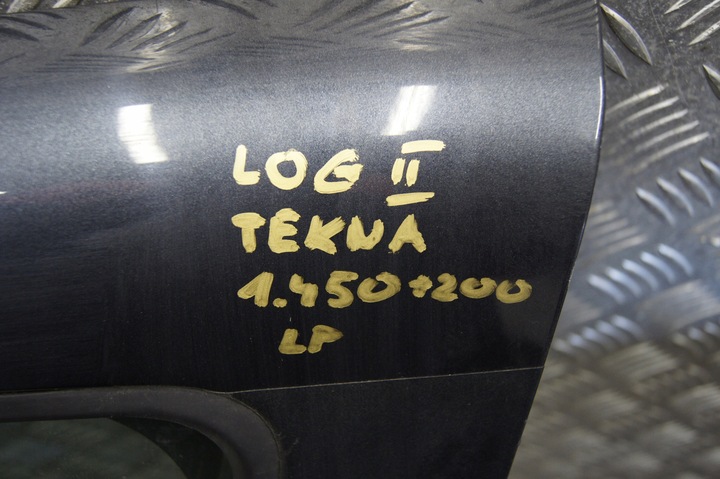 LOG II
TEKNA
1.450+200
LP